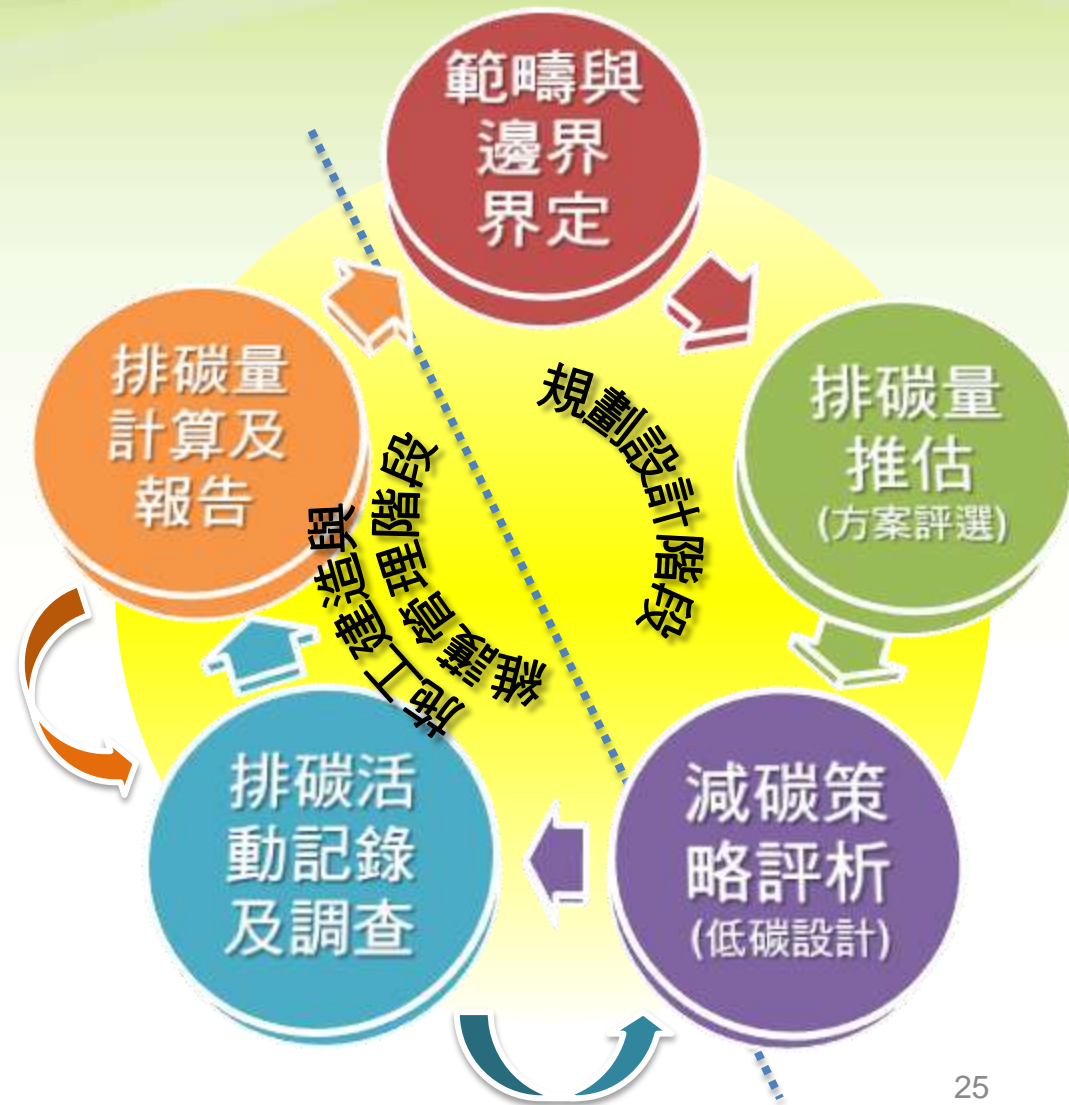 範疇與
邊界
界定
排碳量
推估
(方案評選)
減碳策
略評析
(低碳設計)
排碳活
動記錄
及調查
排碳量
計算及
報告
規劃設計階段
施工建造與
維護管理階段
25